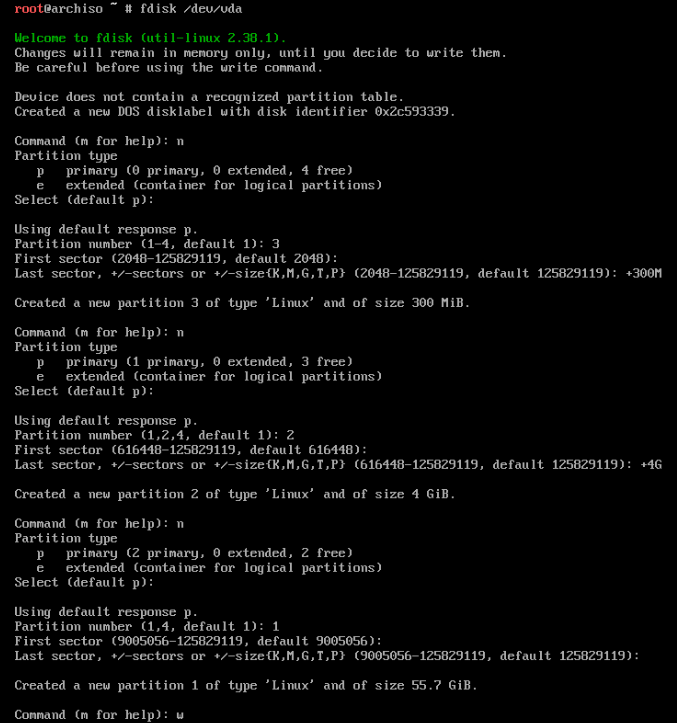 root@archiso ~ # fdisk /dev/vda
Welcome to fdisk (util-linux 2.38.1).
Changes will remain in memory only, until you decide to write them.
Be careful before using the write command.
Device does not contain a recognized partition table.
Created a new DOS disklabel with disk identifier 0x2c593339.
Command (m for help): n
Partition type
   p   primary (0 primary, 0 extended, 4 free)
   e   extended (container for logical partitions)
Select (default p):
Using default response p.
Partition number (1-4, default 1): 3
First sector (2048-125829119, default 2048):
Last sector, +/-sectors or +/-size{K,M,G,T,P} (2048-125829119, default 125829119): +300M
Created a new partition 3 of type 'Linux' and of size 300 MiB.
Command (m for help): n
Partition type
   p   primary (1 primary, 0 extended, 3 free)
   e   extended (container for logical partitions)
Select (default p):
Using default response p.
Partition number (1,2,4, default 1): 2
First sector (616448-125829119, default 616448):
Last sector, +/-sectors or +/-size{K,M,G,T,P} (616448-125829119, default 125829119): +4G
Created a new partition 2 of type 'Linux' and of size 4 GiB.
Command (m for help): n
Partition type
   p   primary (2 primary, 0 extended, 2 free)
   e   extended (container for logical partitions)
Select (default p):
Using default response p.
Partition number (1,4, default 1): 1
First sector (9005056-125829119, default 9005056):
Last sector, +/-sectors or +/-size{K,M,G,T,P} (9005056-125829119, default 125829119):
Created a new partition 1 of type 'Linux' and of size 55.7 GiB.
Command (m for help): w